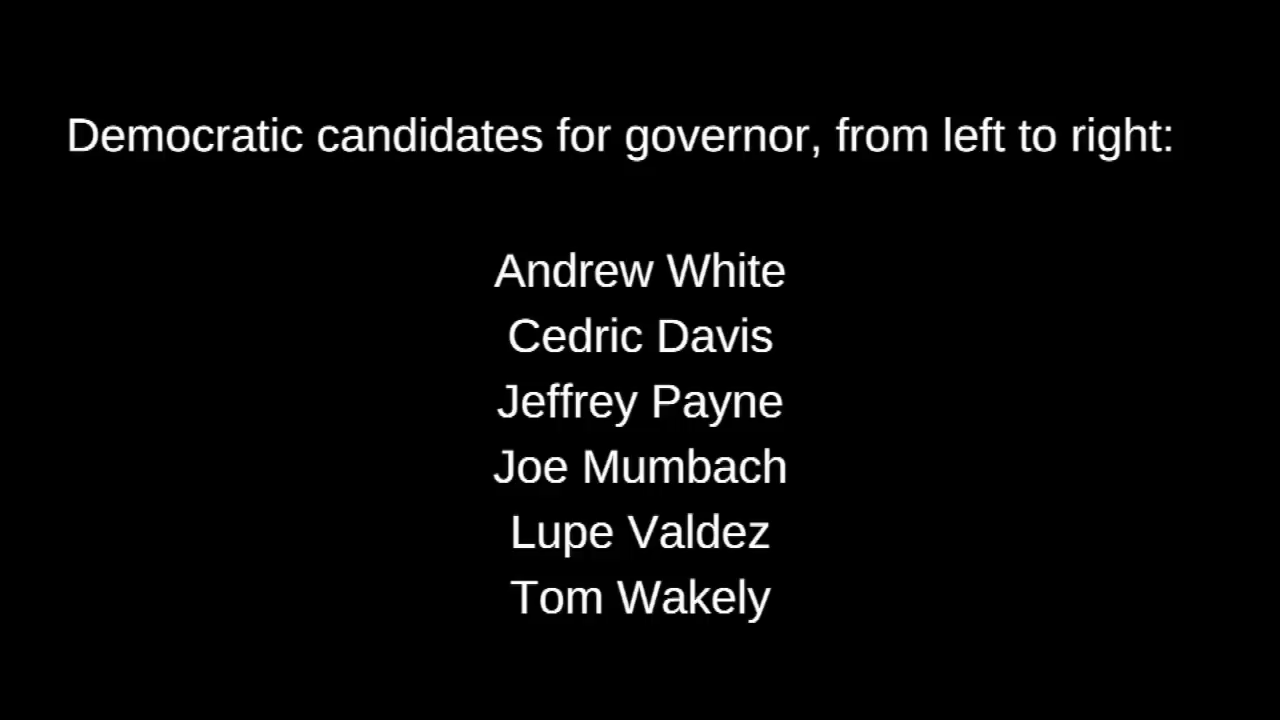 Democratic candidates for governor, from left to right:
Andrew White
Cedric Davis
Jeffrey Payne
Joe Mumbach
Lupe Valdez
Tom Wakely